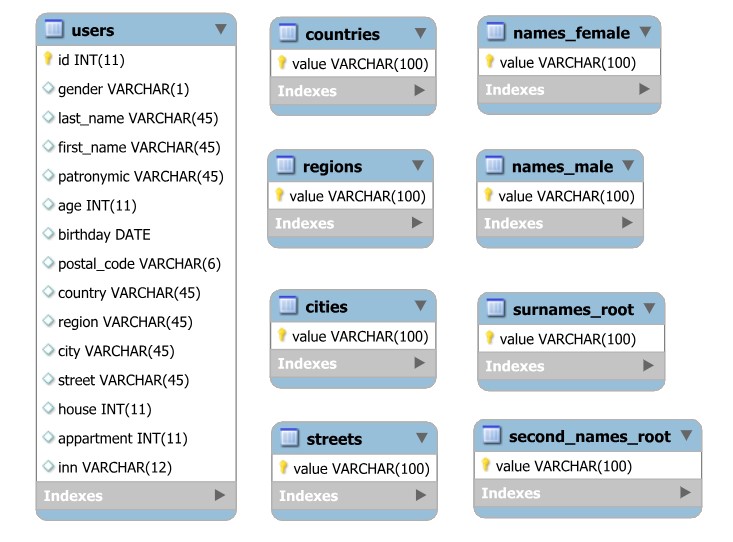 users
id INT(11)
gender VARCHAR(1)
last_name VARCHAR(45)
first_name VARCHAR(45)
patronymic VARCHAR(45)
age INT(11)
birthday DATE
postal_code VARCHAR(6)
country VARCHAR(45)
region VARCHAR(45)
city VARCHAR(45)
street VARCHAR(45)
house INT(11)
appartment INT(11)
inn VARCHAR(12)
Indexes
countries
value VARCHAR(100)
Indexes
regions
value VARCHAR(100)
Indexes
cities
value VARCHAR(100)
Indexes
streets
value VARCHAR(100)
Indexes
names_female
value VARCHAR(100)
Indexes
names_male
value VARCHAR(100)
Indexes
surnames_root
value VARCHAR(100)
Indexes
second_names_root
value VARCHAR(100)
Indexes